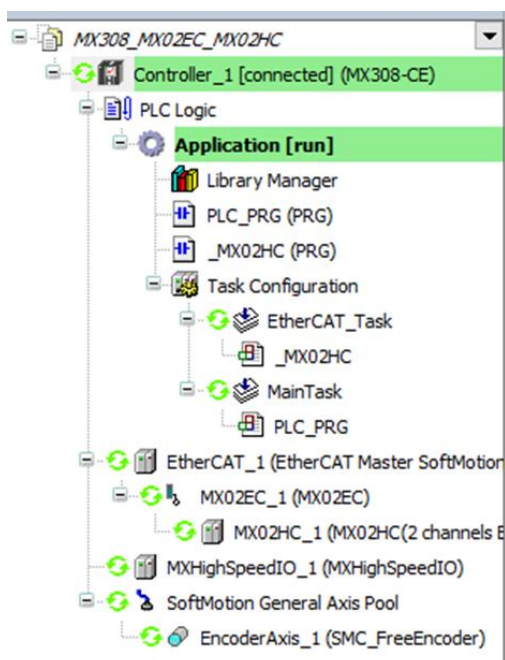 MX308_MX02EC_MX02HC
Controller_1 [connected] (MX308-CE)
PLC Logic
Application [run]
Library Manager
PLC_PRG (PRG)
_MX02HC (PRG)
Task Configuration
EtherCAT_Task
_MX02HC
MainTask
PLC_PRG
EtherCAT_1 (EtherCAT Master SoftMotion
MX02EC_1 (MX02EC)
MX02HC_1 (MX02HC(2 channels E
MXHighSpeedIO_1 (MXHighSpeedIO)
SoftMotion General Axis Pool
EncoderAxis_1 (SMC_FreeEncoder)